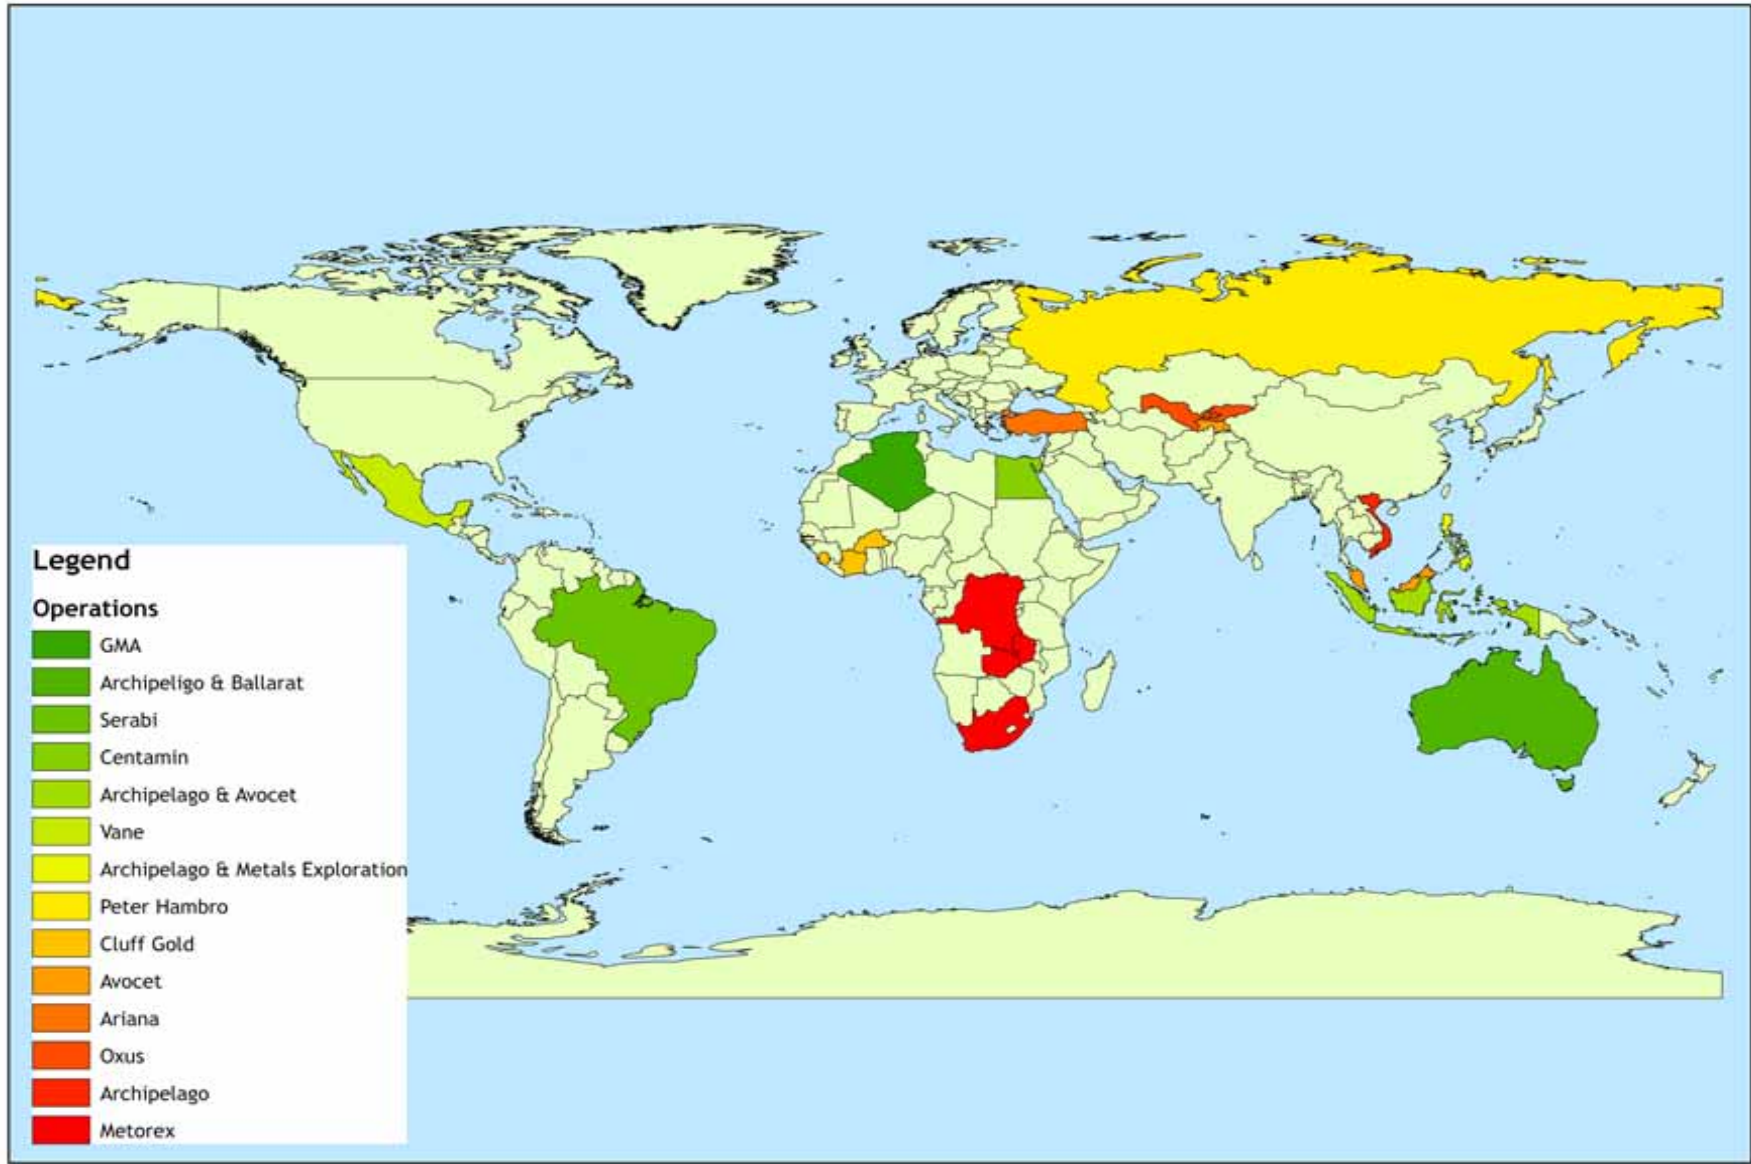 Legend
Operations
GMA
Archipeligo & Ballarat
Serabi
Centamin
Archipelago & Avocet
Vane
Archipelago & Metals Exploration
Peter Hambro
Cluff Gold
Avocet
Ariana
Oxus
Archipelago
Metorex